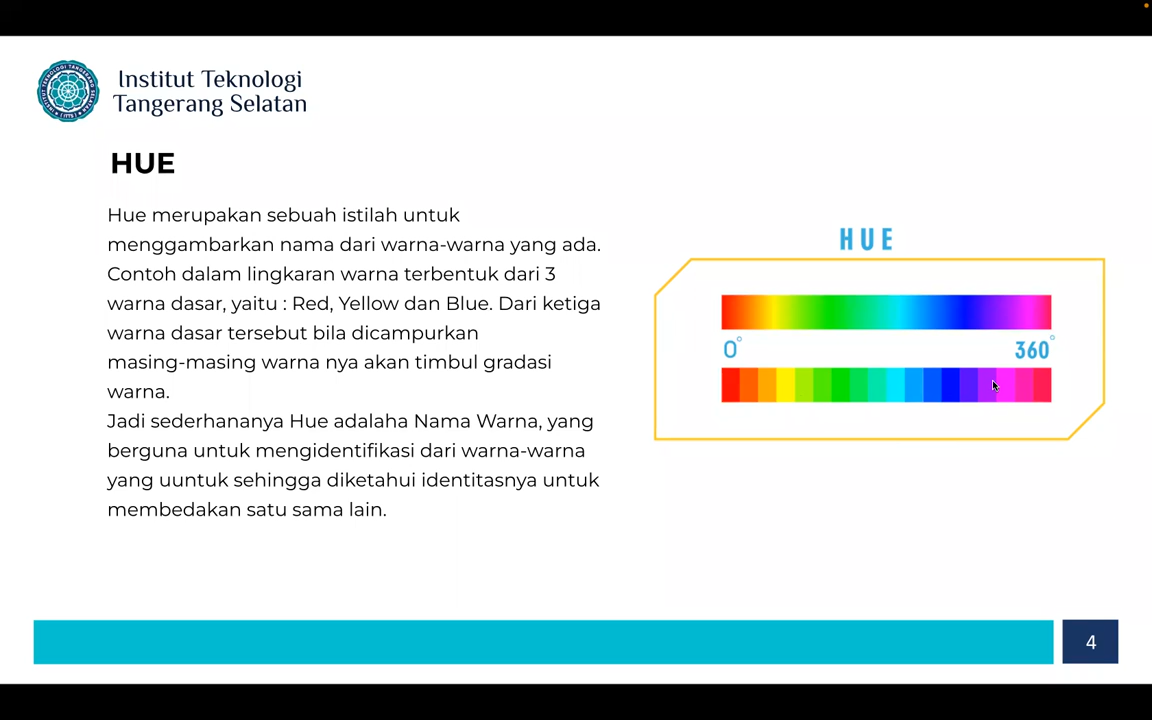 Institut Teknologi
Tangerang Selatan
HUE
Hue merupakan sebuah istilah untuk
menggambarkan nama dari warna-warna yang ada.
Contoh dalam lingkaran warna terbentuk dari 3
warna dasar, yaitu : Red, Yellow dan Blue. Dari ketiga
warna dasar tersebut bila dicampurkan
masing-masing warna nya akan timbul gradasi
warna.
Jadi sederhananya Hue adalaha Nama Warna, yang
berguna untuk mengidentifikasi dari warna-warna
yang uuntuk sehingga diketahui identitasnya untuk
membedakan satu sama lain.
HUE
0° 360°
4